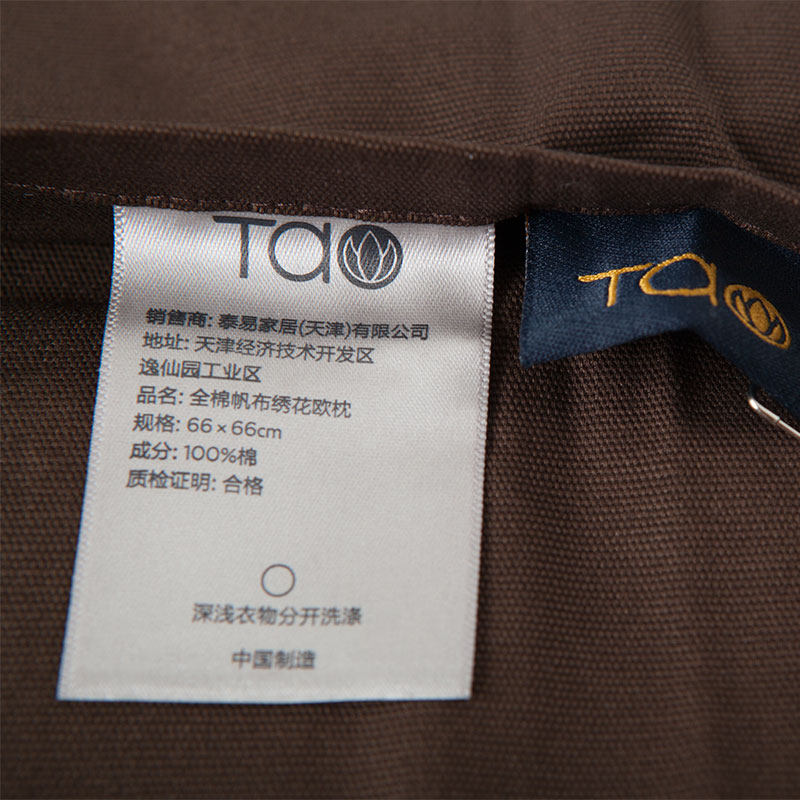 Tao
销售商: 泰易家居(天津)有限公司
地址: 天津经济技术开发区
逸仙园工业区
品名: 全棉帆布绣花欧枕
规格: 66×66cm
成分: 100%棉
质检证明: 合格
深浅衣物分开洗涤
中国制造
Tao